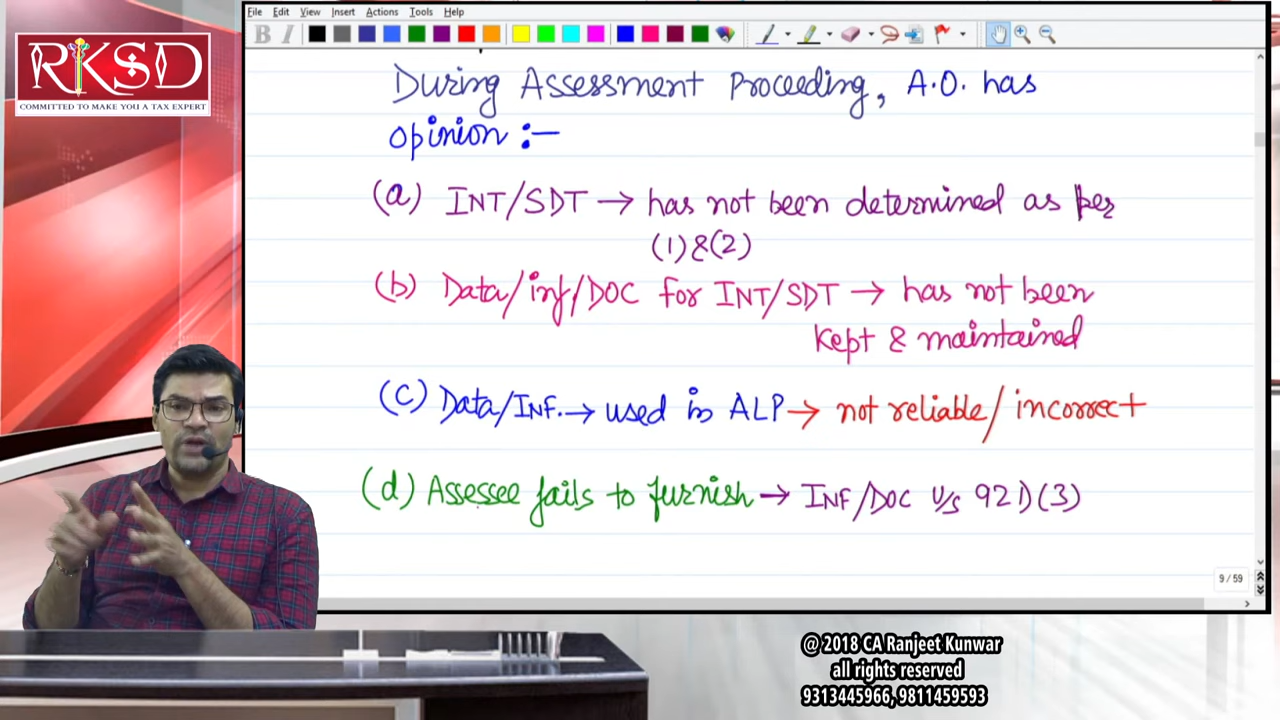 File Edit View Insert Actions Tools Help
B I
RKSD
COMMITTED TO MAKE YOU A TAX EXPERT
During Assessment Proceeding, A.O. has
opinion :–
(a) INT/SDT → has not been determined as per
(1)&(2)
(b) Data/inf/DOC for INT/SDT → has not been
kept & maintained
(c) Data/INF. → used in ALP → not reliable/incorrect
(d) Assessee fails to furnish → INF/DOC U/S 92D(3)
9 / 59
@ 2018 CA Ranjeet Kunwar
all rights reserved
9313445966, 9811459593